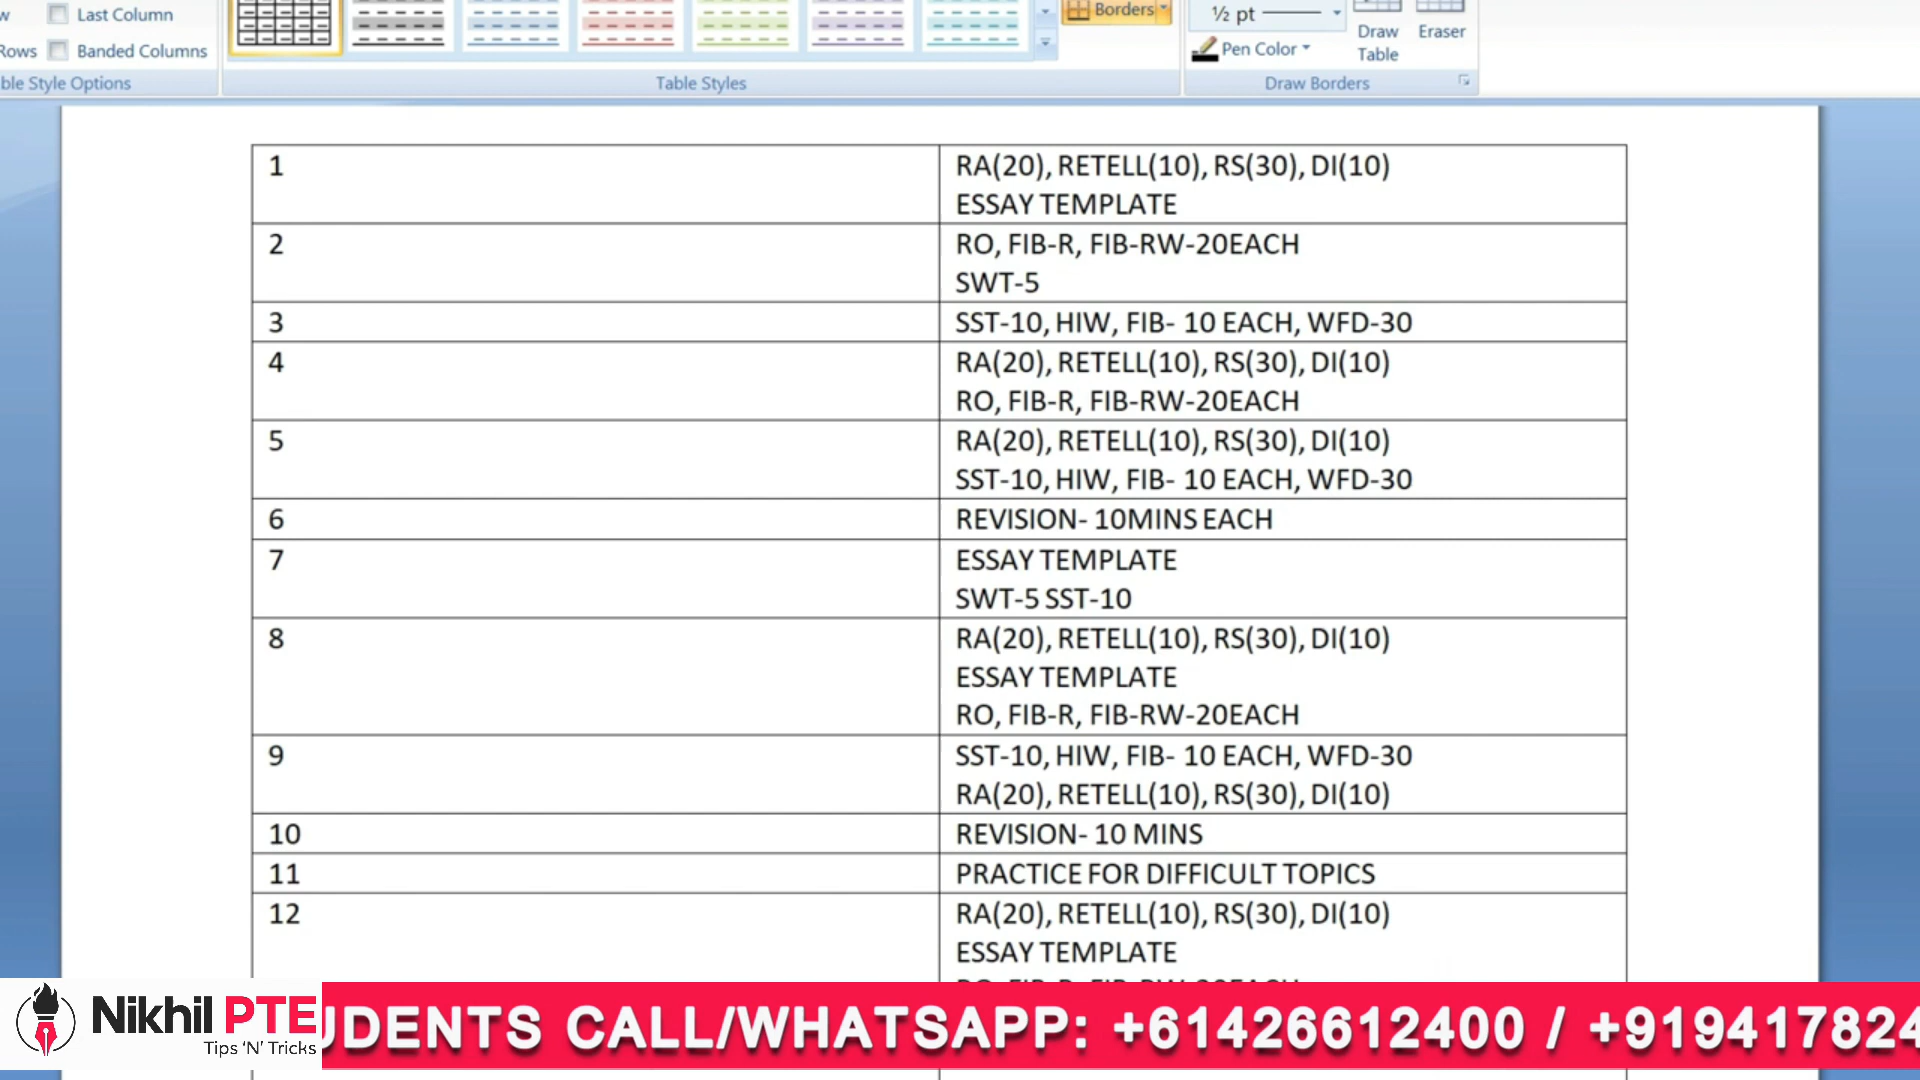 Last Column
Borders
½ pt
Rows
Banded Columns
Pen Color
Draw
Table
Eraser
ble Style Options
Table Styles
Draw Borders
1
RA(20), RETELL(10), RS(30), DI(10)
ESSAY TEMPLATE
2
RO, FIB-R, FIB-RW-20EACH
SWT-5
3
SST-10, HIW, FIB- 10 EACH, WFD-30
4
RA(20), RETELL(10), RS(30), DI(10)
RO, FIB-R, FIB-RW-20EACH
5
RA(20), RETELL(10), RS(30), DI(10)
SST-10, HIW, FIB- 10 EACH, WFD-30
6
REVISION- 10MINS EACH
7
ESSAY TEMPLATE
SWT-5 SST-10
8
RA(20), RETELL(10), RS(30), DI(10)
ESSAY TEMPLATE
RO, FIB-R, FIB-RW-20EACH
9
SST-10, HIW, FIB- 10 EACH, WFD-30
RA(20), RETELL(10), RS(30), DI(10)
10
REVISION- 10 MINS
11
PRACTICE FOR DIFFICULT TOPICS
12
RA(20), RETELL(10), RS(30), DI(10)
ESSAY TEMPLATE
Nikhil PTE
Tips 'N' Tricks
UDENTS CALL/WHATSAPP: +61426612400 / +91941782